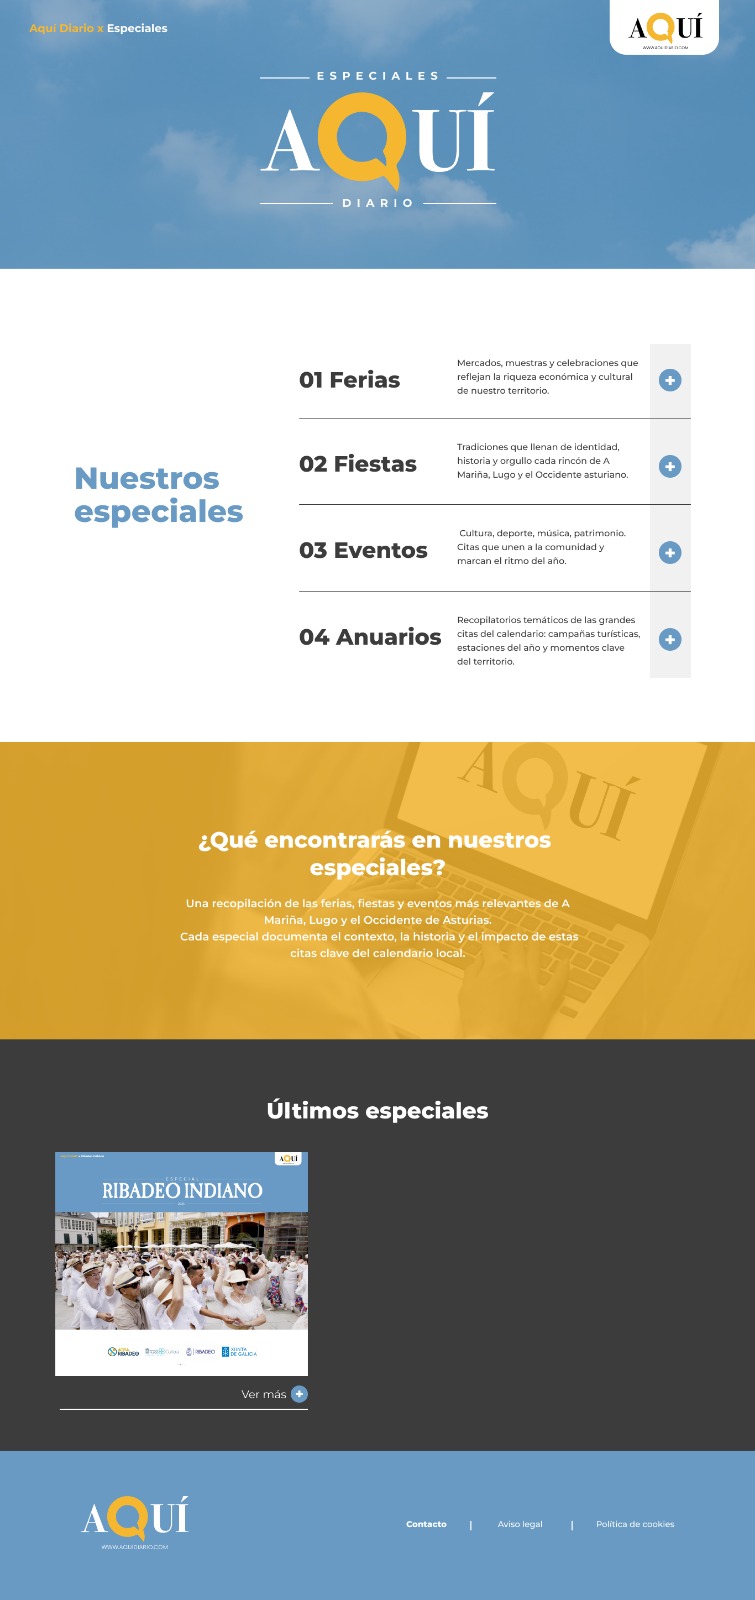 Aquí Diario x Especiales
AQUÍ
WWW.AQUIDIARIO.COM
ESPECIALES
AQUÍ
DIARIO
Nuestros
especiales
01 Ferias
Mercados, muestras y celebraciones que
reflejan la riqueza económica y cultural
de nuestro territorio.
02 Fiestas
Tradiciones que llenan de identidad,
historia y orgullo cada rincón de A
Mariña, Lugo y el Occidente asturiano.
03 Eventos
Cultura, deporte, música, patrimonio.
Citas que unen a la comunidad y
marcan el ritmo del año.
04 Anuarios
Recopilatorios temáticos de las grandes
citas del calendario: campañas turísticas,
estaciones del año y momentos clave
del territorio.
AQUÍ
¿Qué encontrarás en nuestros
especiales?
Una recopilación de las ferias, fiestas y eventos más relevantes de A
Mariña, Lugo y el Occidente de Asturias.
Cada especial documenta el contexto, la historia y el impacto de estas
citas clave del calendario local.
Últimos especiales
AQUÍ
ESPECIAL
RIBADEO INDIANO
RIBADEO
RIBADEO
XUNTA
DE GALICIA
Ver más
AQUÍ
WWW.AQUIDIARIO.COM
Contacto | Aviso legal | Política de cookies